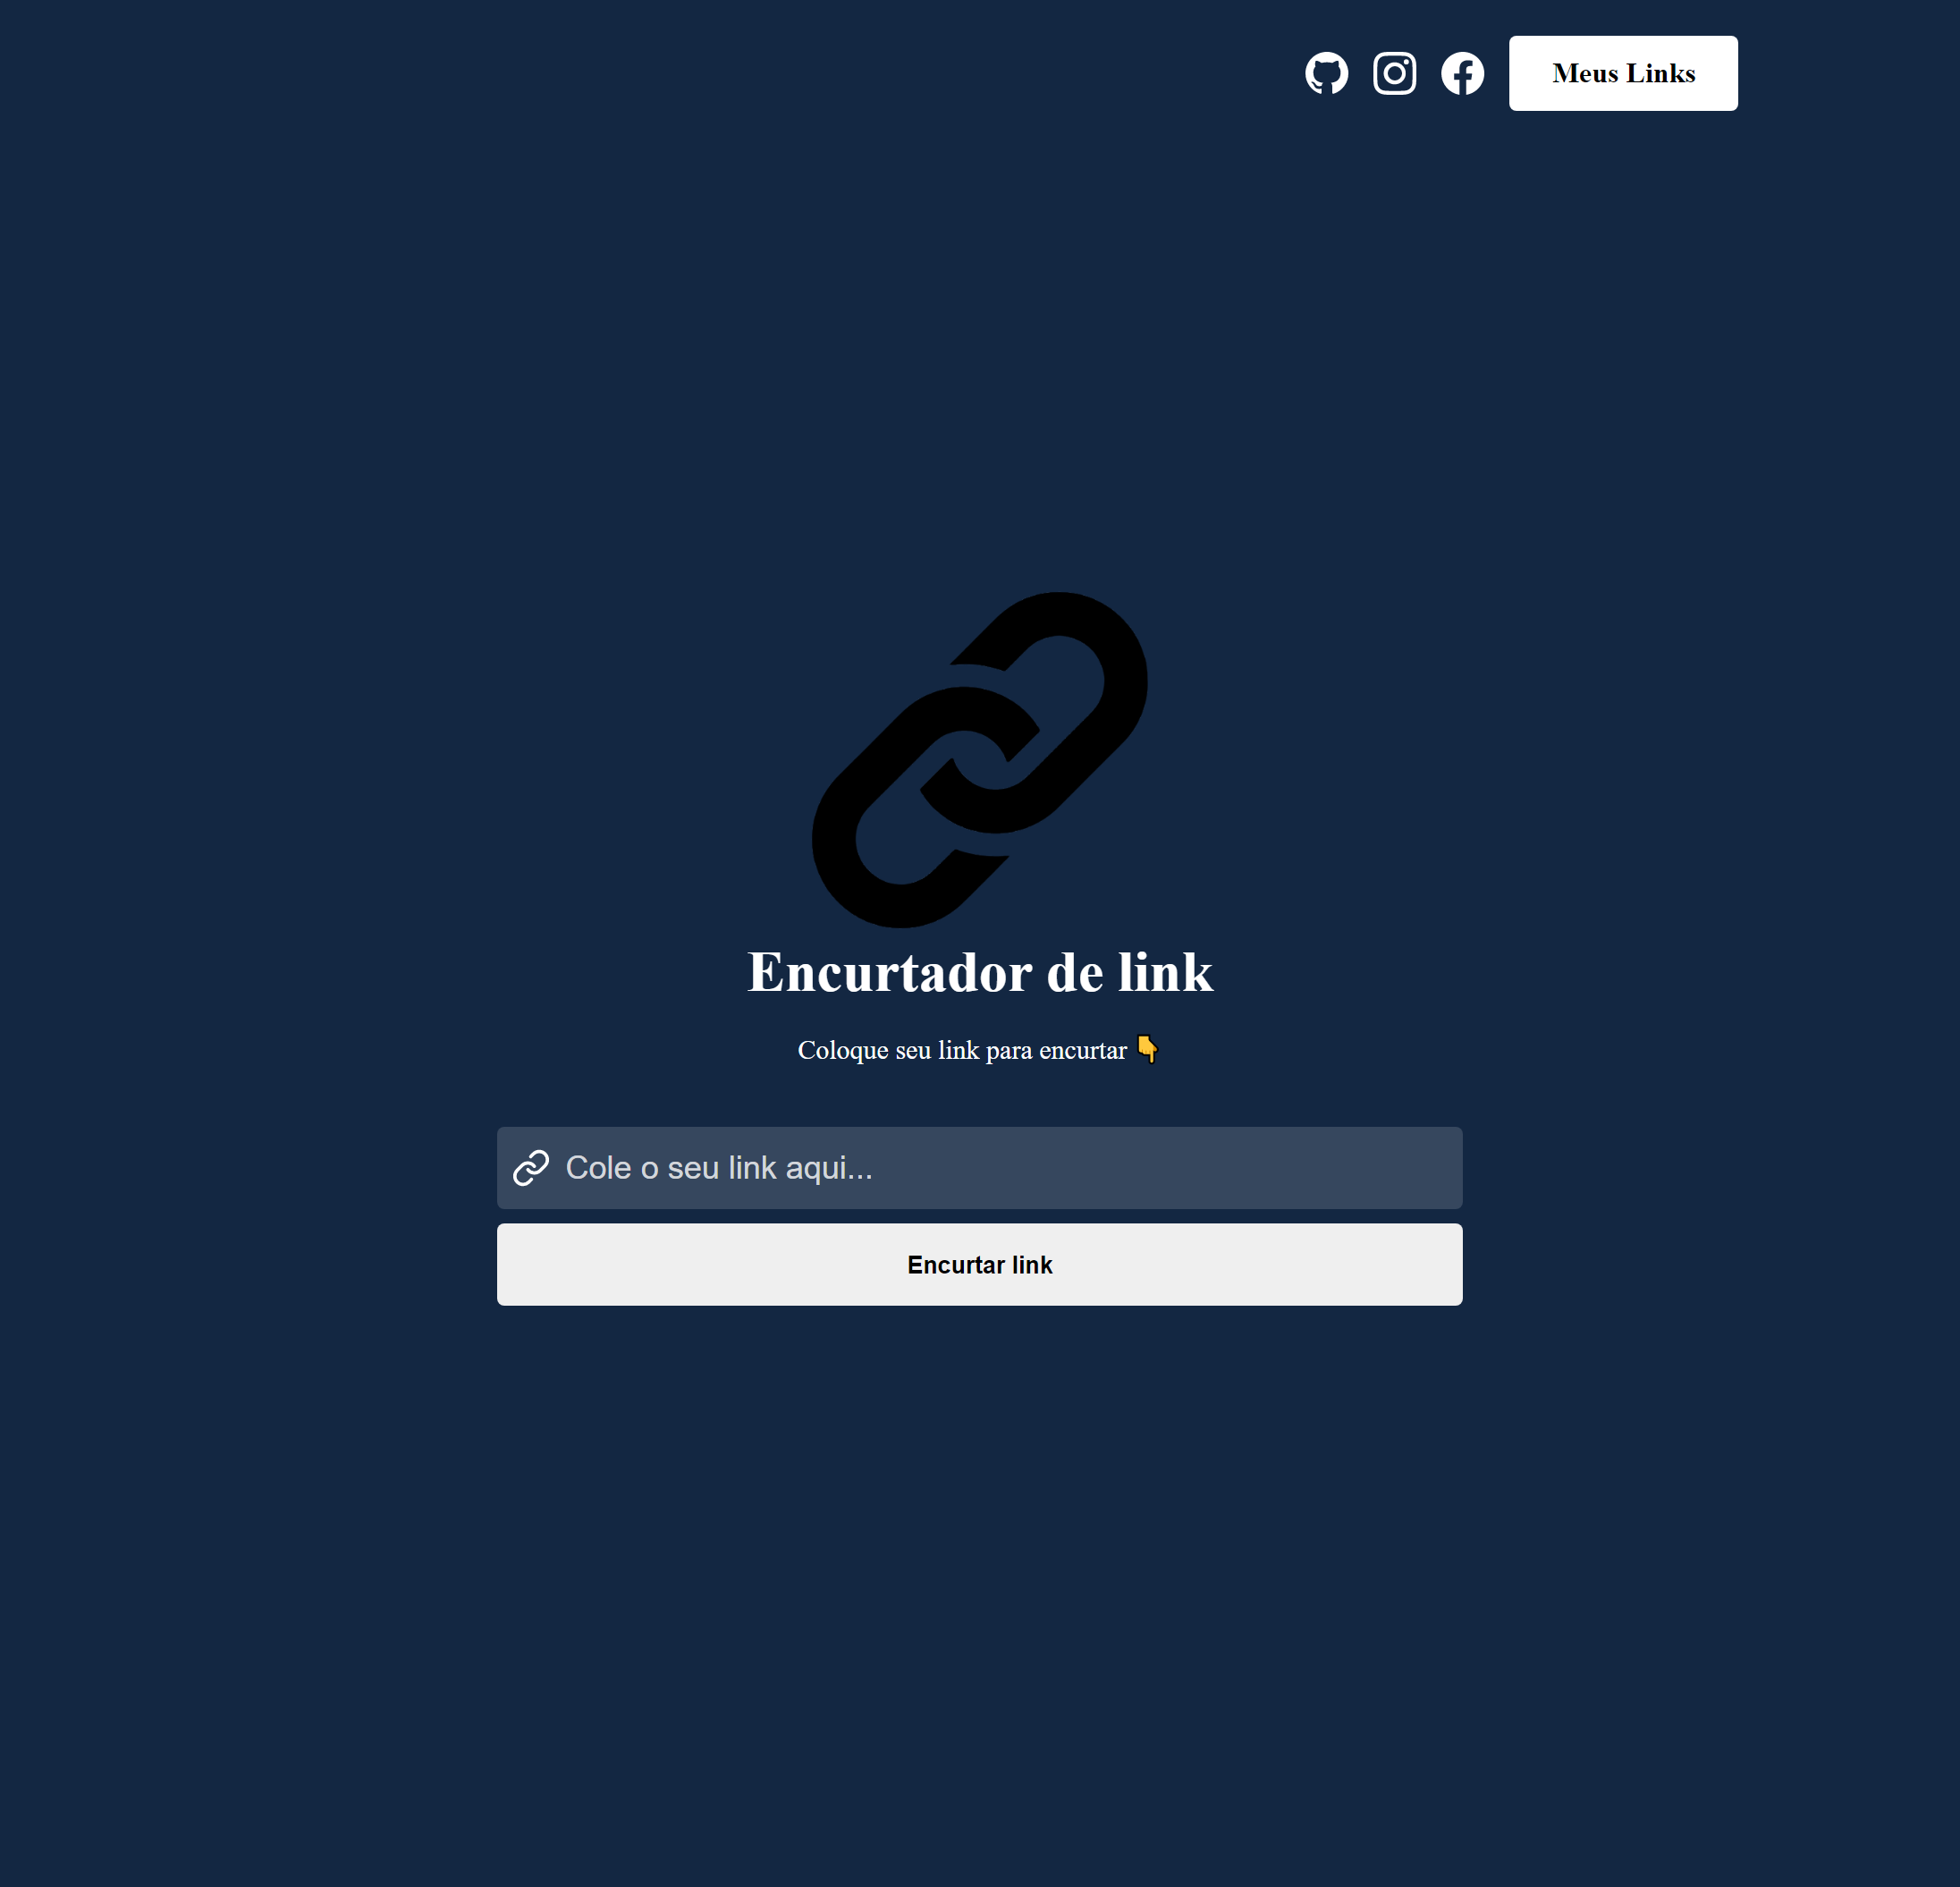 Meus Links
Encurtador de link
Coloque seu link para encurtar 👇
Cole o seu link aqui...
Encurtar link